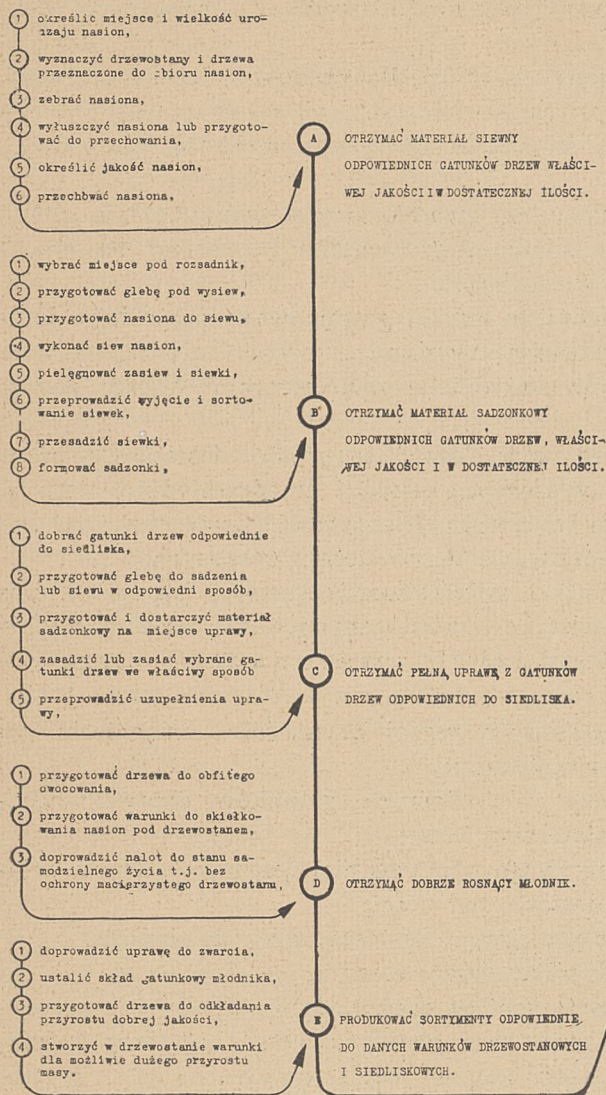 1 określic miejsce i wielkość uro-
dzaju nasion,
2 wyznaczyć drzewostany i drzewa
przeznaczone do zbioru nasion,
3 zebrać nasiona,
4 wyłuszczyć nasiona lub przygoto-
wać do przechowania,
5 określić jakość nasion,
6 przechować nasiona,
A OTRZYMAĆ MATERIAŁ SIEWNY
ODPOWIEDNICH GATUNKÓW DRZEW WŁAŚCI-
WEJ JAKOŚCI I W DOSTATECZNEJ ILOŚCI.
1 wybrać miejsce pod rozsadnik,
2 przygotować glebę pod wysiew,
3 przygotować nasiona do siewu,
4 wykonać siew nasion,
5 pielęgnować zasiew i siewki,
6 przeprowadzić wyjęcie i sorto-
wanie siewek,
7 przesadzić siewki,
8 formować sadzonki,
B OTRZYMAĆ MATERIAŁ SADZONKOWY
ODPOWIEDNICH GATUNKÓW DRZEW, WŁAŚCI-
WEJ JAKOŚCI I W DOSTATECZNEJ ILOŚCI.
1 dobrać gatunki drzew odpowiednie
do siedliska,
2 przygotować glebę do sadzenia
lub siewu w odpowiedni sposób,
3 przygotować i dostarczyć materiał
sadzonkowy na miejsce uprawy,
4 zasadzić lub zasiać wybrane ga-
tunki drzew we właściwy sposób
5 przeprowadzić uzupełnienia upra-
wy,
C OTRZYMAĆ PEŁNĄ UPRAWĘ Z GATUNKÓW
DRZEW ODPOWIEDNICH DO SIEDLISKA.
1 przygotować drzewa do obfitego
owocowania,
2 przygotować warunki do skiełko-
wania nasion pod drzewostanem,
3 doprowadzić nalot do stanu sa-
modzielnego życia t.j. bez
ochrony macierzystego drzewostanu,
D OTRZYMĄĆ DOBRZE ROSNĄCY MŁODNIK.
1 doprowadzić uprawę do zwarcia,
2 ustalić skład gatunkowy młodnika,
3 przygotować drzewa do odkładania
przyrostu dobrej jakości,
4 stworzyć w drzewostanie warunki
dla możliwie dużego przyrostu
masy.
E PRODUKOWAĆ SORTYMENTY ODPOWIEDNIE
DO DANYCH WARUNKÓW DRZEWOSTANOWYCH
I SIEDLISKOWYCH.